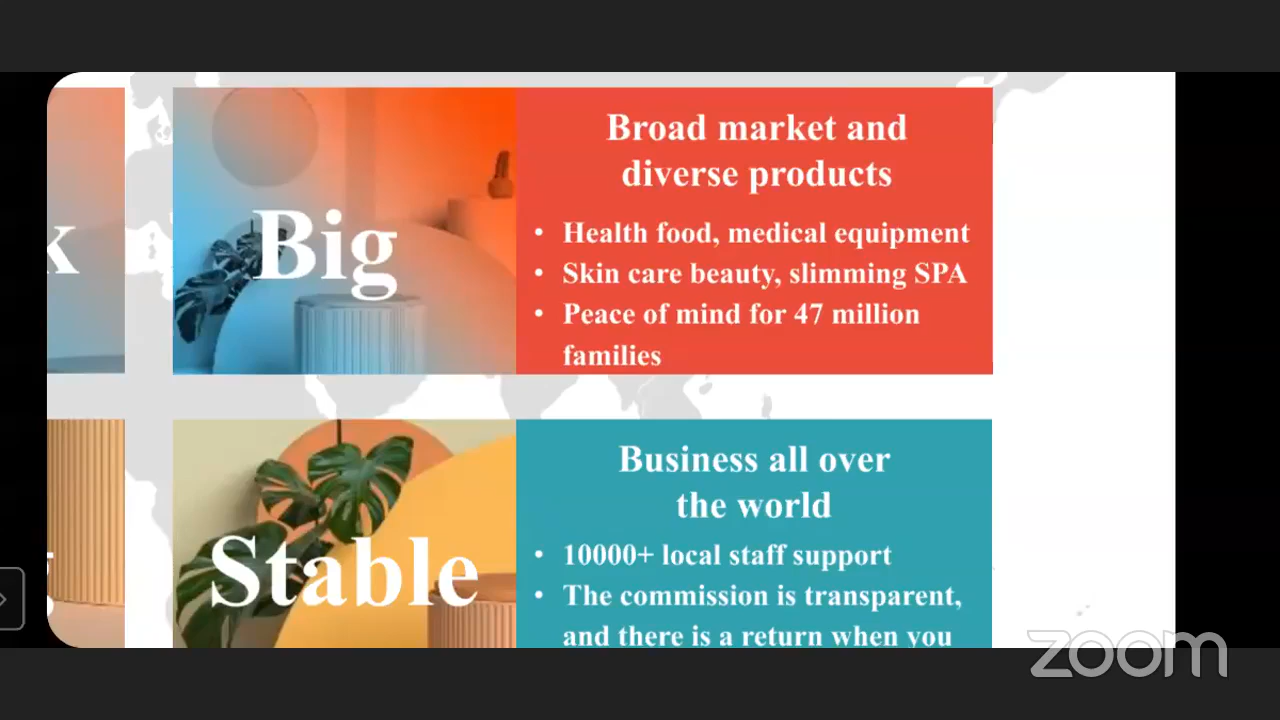 Broad market and
diverse products
Big
• Health food, medical equipment
• Skin care beauty, slimming SPA
• Peace of mind for 47 million
families
k
Business all over
the world
Stable
• 10000+ local staff support
• The commission is transparent,
and there is a return when you
zoom